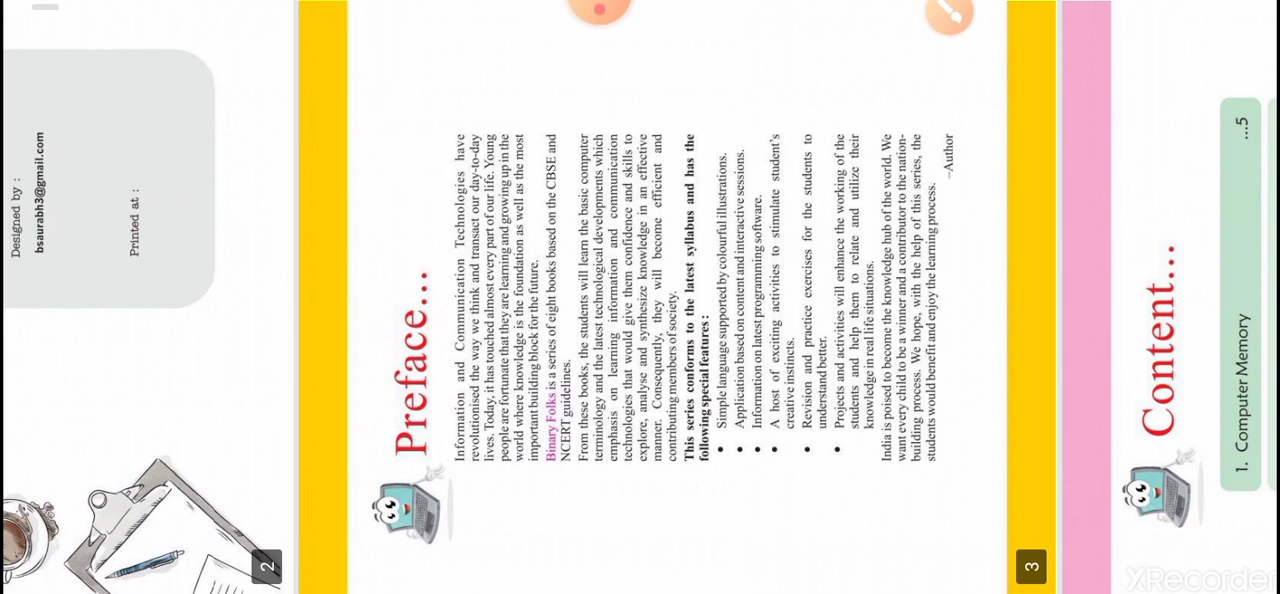 Designed by :
bsaurabh3@gmail.com
Printed at :
2
Preface...
Information and Communication Technologies have
revolutionised the way we think and transact our day-to-day
lives. Today, it has touched almost every part of our life. Young
people are fortunate that they are learning and growing up in the
world where knowledge is the foundation as well as the most
important building block for the future.
Binary Folks is a series of eight books based on the CBSE and
NCERT guidelines.
From these books, the students will learn the basic computer
terminology and the latest technological developments which
emphasis on learning information and communication
technologies that would give them confidence and skills to
explore, analyse and synthesize knowledge in an effective
manner. Consequently, they will become efficient and
contributing members of society.
This series conforms to the latest syllabus and has the
following special features :
• Simple language supported by colourful illustrations.
• Application based on content and interactive sessions.
• Information on latest programming software.
• A host of exciting activities to stimulate student's
creative instincts.
• Revision and practice exercises for the students to
understand better.
• Projects and activities will enhance the working of the
students and help them to relate and utilize their
knowledge in real life situations.
India is poised to become the knowledge hub of the world. We
want every child to be a winner and a contributor to the nation-
building process. We hope, with the help of this series, the
students would benefit and enjoy the learning process.
–Author
3
Content...
1. Computer Memory ...5
XRecorder